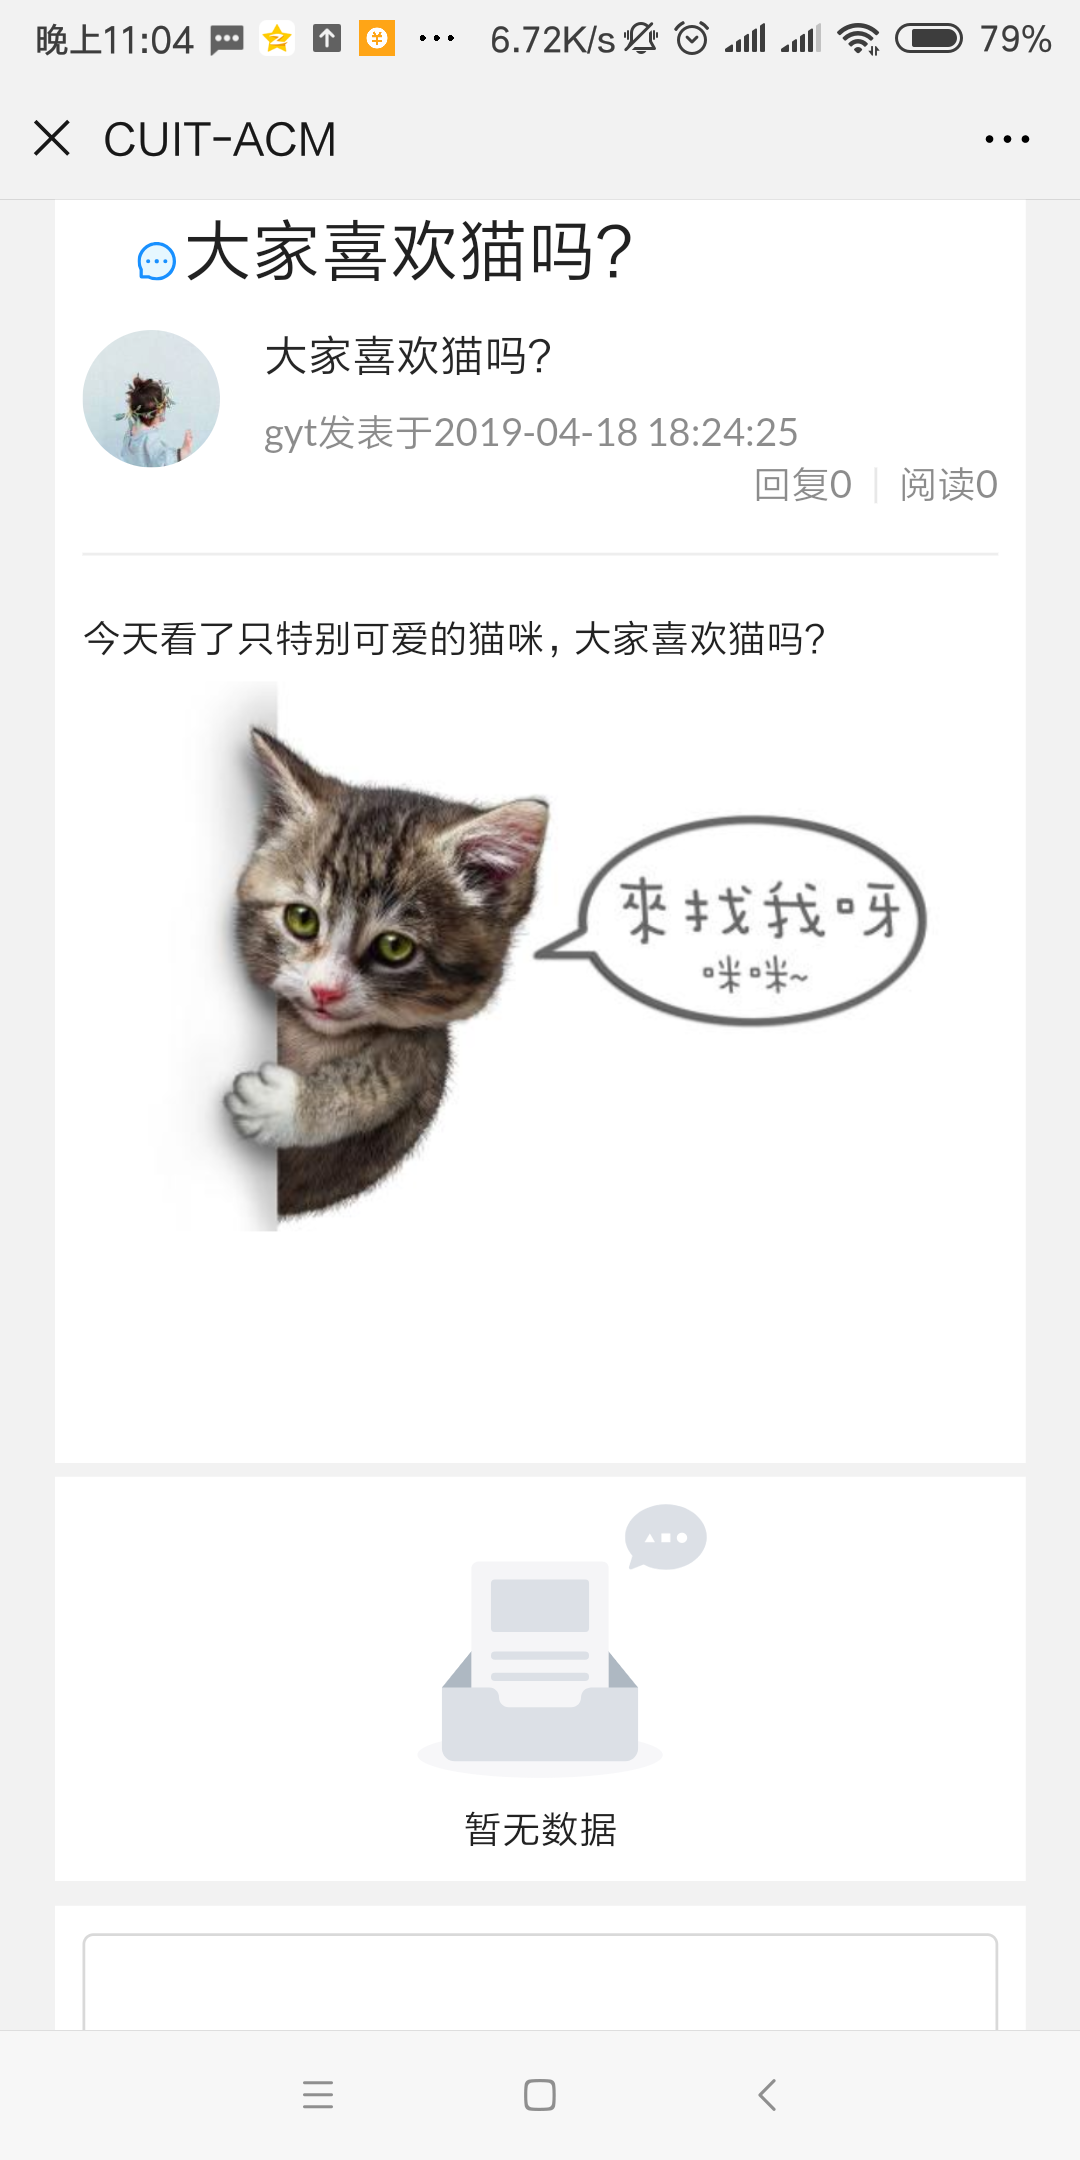 晚上11:04 6.72K/s 79%
CUIT-ACM
大家喜欢猫吗?
大家喜欢猫吗?
gyt发表于2019-04-18 18:24:25
回复0 | 阅读0
今天看了只特别可爱的猫咪, 大家喜欢猫吗?
來找我呀
咪咪~
暂无数据